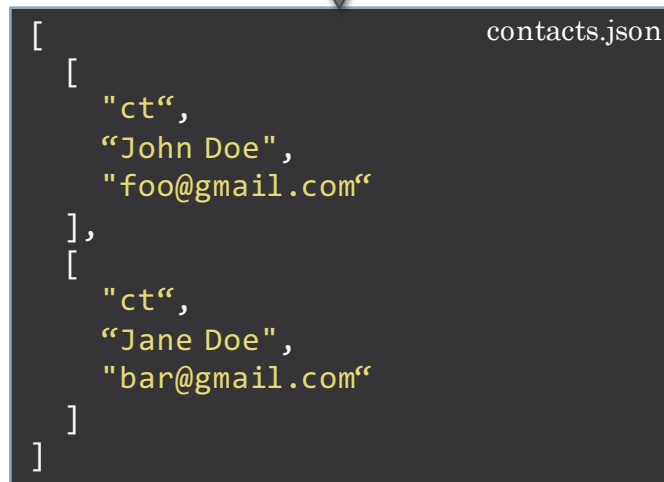 [ contacts.json
  [
    "ct“,
    “John Doe",
    "foo@gmail.com“
  ],
  [
    "ct“,
    “Jane Doe",
    "bar@gmail.com“
  ]
]